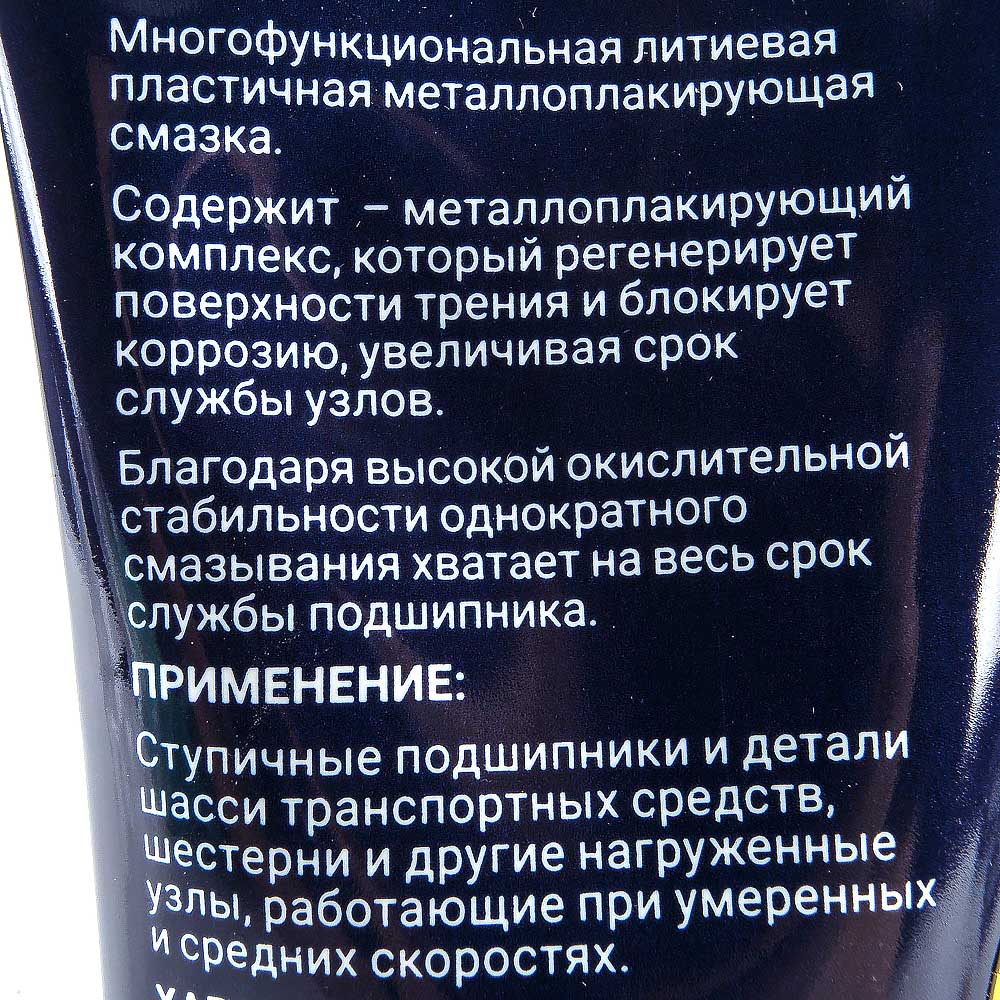 Многофункциональная литиевая
пластичная металлоплакирующая
смазка.
Содержит – металлоплакирующий
комплекс, который регенерирует
поверхности трения и блокирует
коррозию, увеличивая срок
службы узлов.
Благодаря высокой окислительной
стабильности однократного
смазывания хватает на весь срок
службы подшипника.
ПРИМЕНЕНИЕ:
Ступичные подшипники и детали
шасси транспортных средств,
шестерни и другие нагруженные
узлы, работающие при умеренных
и средних скоростях.